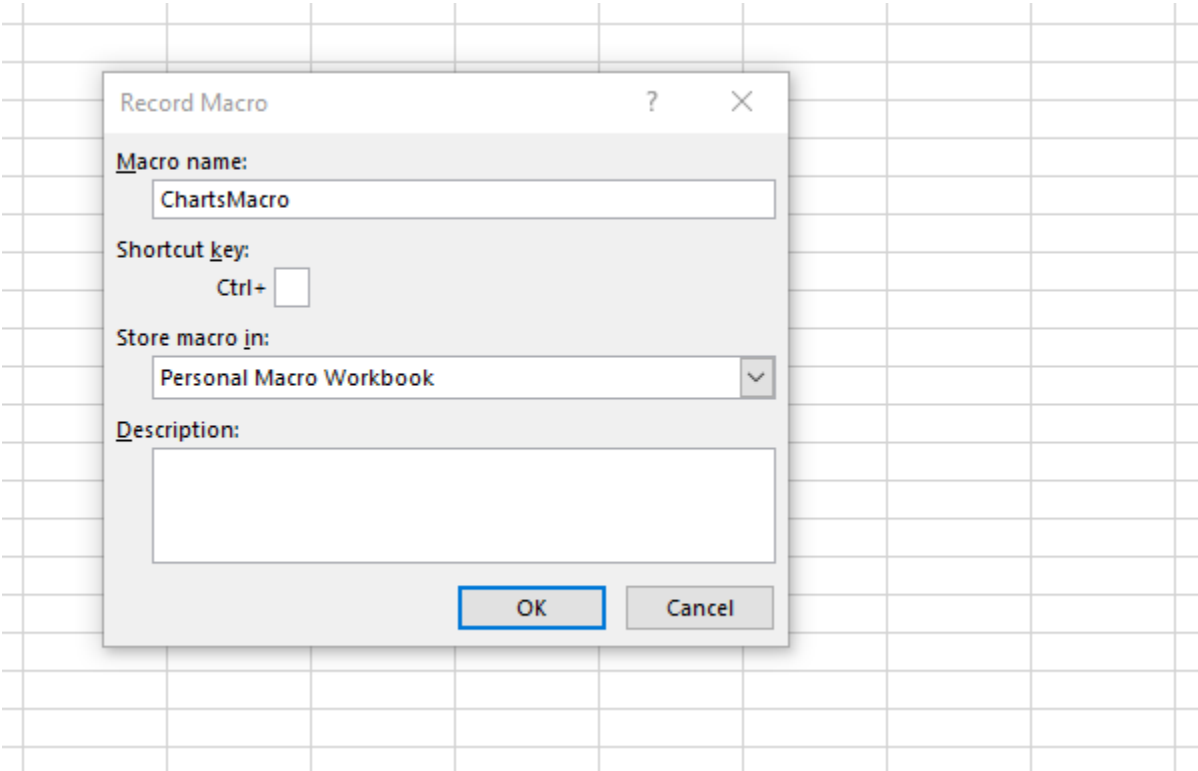 Record Macro ?
Macro name:
ChartsMacro
Shortcut key:
Ctrl+
Store macro in:
Personal Macro Workbook
Description:
OK Cancel